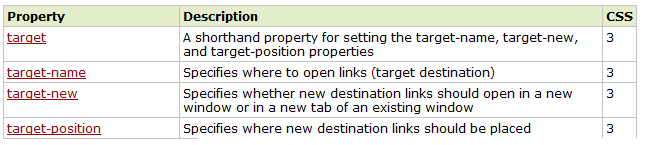 Property Description CSS
target A shorthand property for setting the target-name, target-new, 3
and target-position properties
target-name Specifies where to open links (target destination) 3
target-new Specifies whether new destination links should open in a new 3
window or in a new tab of an existing window
target-position Specifies where new destination links should be placed 3